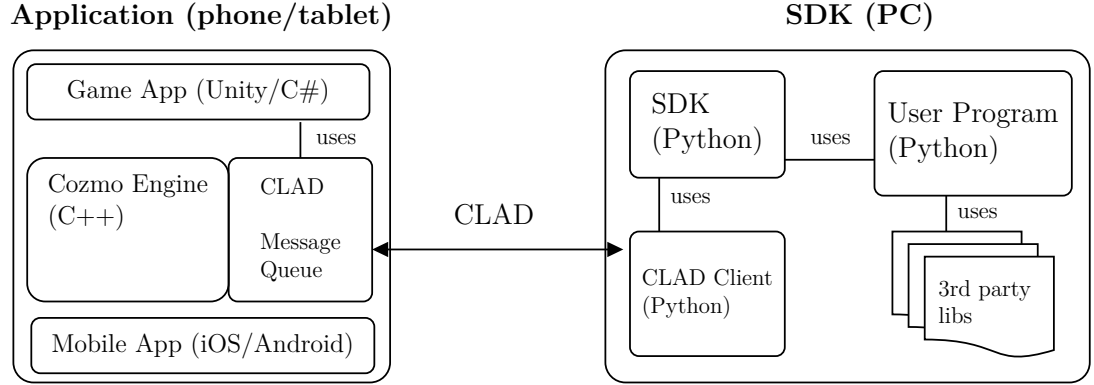 Application (phone/tablet)
Game App (Unity/C#)
uses
Cozmo Engine
(C++)
CLAD
Message
Queue
Mobile App (iOS/Android)
CLAD
SDK (PC)
SDK
(Python)
uses
User Program
(Python)
uses
CLAD Client
(Python)
uses
3rd party
libs